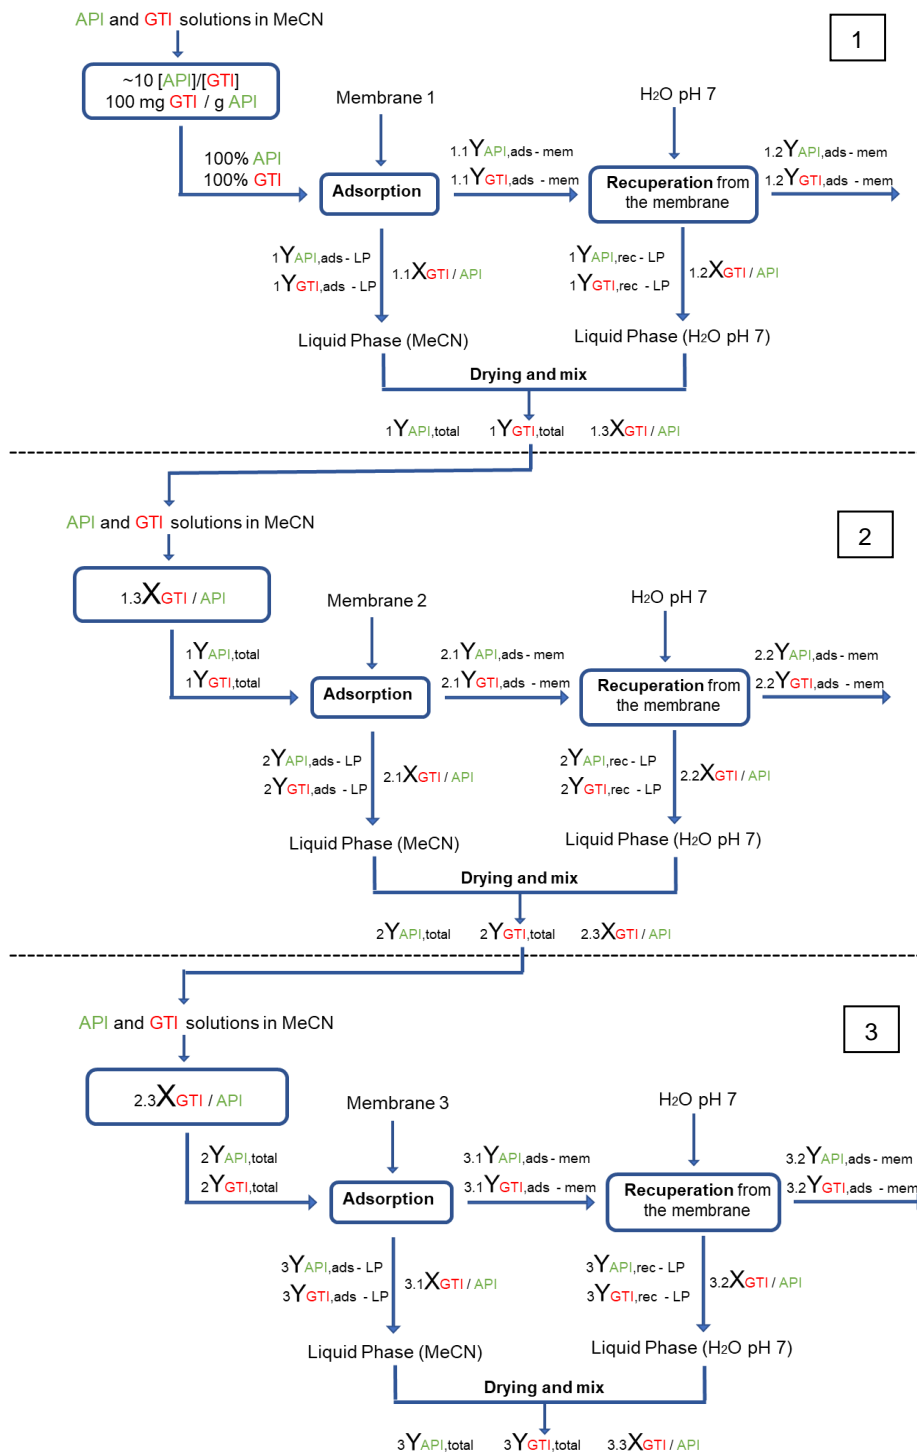 API and GTI solutions in MeCN
1
~10 [API]/[GTI]
100 mg GTI / g API
Membrane 1
H2O pH 7
100% API
100% GTI
1.1YAPI,ads - mem
1.1YGTI,ads - mem
1.2YAPI,ads - mem
1.2YGTI,ads - mem
Adsorption
Recuperation from
the membrane
1YAPI,ads - LP
1YGTI,ads - LP
1.1XGTI / API
1YAPI,rec - LP
1YGTI,rec - LP
1.2XGTI / API
Liquid Phase (MeCN)
Liquid Phase (H2O pH 7)
Drying and mix
1YAPI,total 1YGTI,total 1.3XGTI / API
API and GTI solutions in MeCN
2
1.3XGTI / API
Membrane 2
H2O pH 7
1YAPI,total
1YGTI,total
2.1YAPI,ads - mem
2.1YGTI,ads - mem
2.2YAPI,ads - mem
2.2YGTI,ads - mem
Adsorption
Recuperation from
the membrane
2YAPI,ads - LP
2YGTI,ads - LP
2.1XGTI / API
2YAPI,rec - LP
2YGTI,rec - LP
2.2XGTI / API
Liquid Phase (MeCN)
Liquid Phase (H2O pH 7)
Drying and mix
2YAPI,total 2YGTI,total 2.3XGTI / API
API and GTI solutions in MeCN
3
2.3XGTI / API
Membrane 3
H2O pH 7
2YAPI,total
2YGTI,total
3.1YAPI,ads - mem
3.1YGTI,ads - mem
3.2YAPI,ads - mem
3.2YGTI,ads - mem
Adsorption
Recuperation from
the membrane
3YAPI,ads - LP
3YGTI,ads - LP
3.1XGTI / API
3YAPI,rec - LP
3YGTI,rec - LP
3.2XGTI / API
Liquid Phase (MeCN)
Liquid Phase (H2O pH 7)
Drying and mix
3YAPI,total 3YGTI,total 3.3XGTI / API